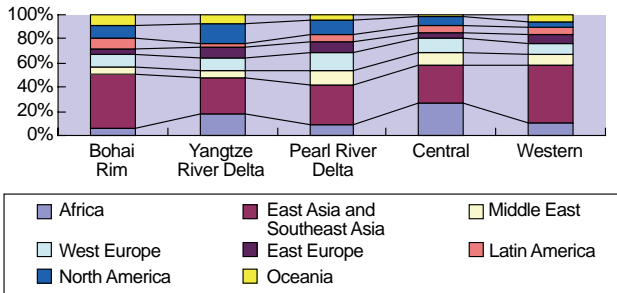 100%
80%
60%
40%
20%
0%
Bohai
Rim
Yangtze
River Delta
Pearl River
Delta
Central
Western
Africa
East Asia and
Southeast Asia
Middle East
West Europe
East Europe
Latin America
North America
Oceania